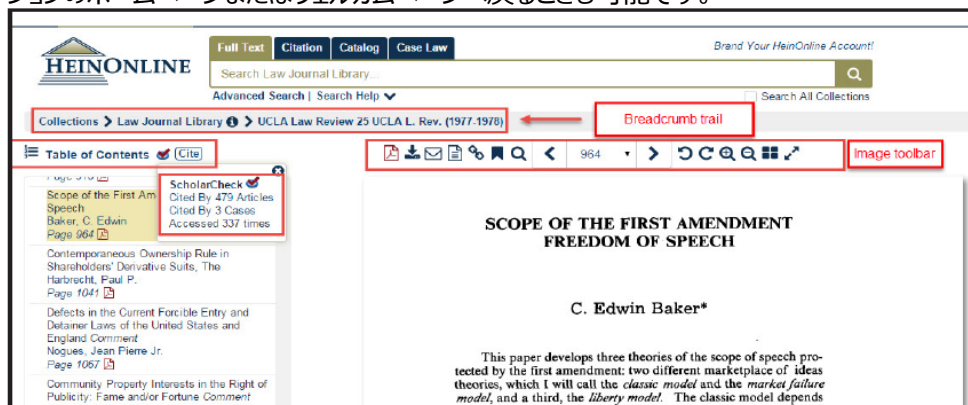 HEINONLINE
Full Text Citation Catalog Case Law
Brand Your HeinOnline Account!
Search Law Journal Library...
Advanced Search | Search Help
Search All Collections
Collections > Law Journal Library > UCLA Law Review 25 UCLA L. Rev. (1977-1978)
Breadcrumb trail
Table of Contents Cite
964
Image toolbar
ScholarCheck
Cited By 479 Articles
Cited By 3 Cases
Accessed 337 times
Scope of the First Am
Speech
Baker, C. Edwin
Page 964
Contemporaneous Ownership Rule in
Shareholders' Derivative Suits, The
Harbrecht, Paul P.
Page 1041
Defects in the Current Forcible Entry and
Detainer Laws of the United States and
England Comment
Nogues, Jean Pierre Jr.
Page 1067
Community Property Interests in the Right of
Publicity: Fame and/or Fortune Comment
SCOPE OF THE FIRST AMENDMENT
FREEDOM OF SPEECH
C. Edwin Baker*
This paper develops three theories of the scope of speech pro-
tected by the first amendment: two different marketplace of ideas
theories, which I will call the classic model and the market failure
model, and a third, the liberty model. The classic model depends